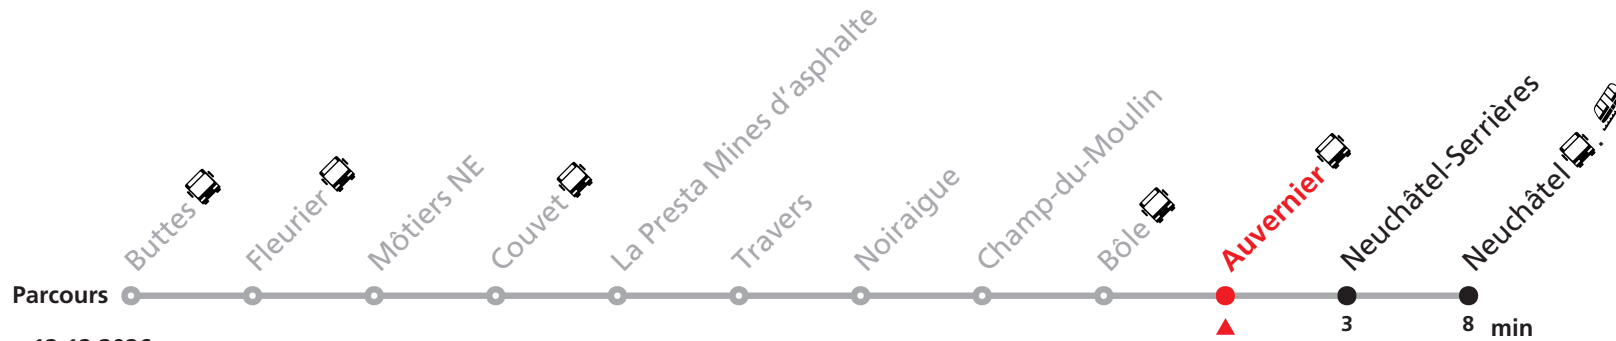 Buttes
Fleurier
Môtiers NE
Couvet
La Presta Mines d'asphalte
Travers
Noiraigue
Champ-du-Moulin
Bôle
Auvernier
Neuchâtel-Serrières
Neuchâtel
Parcours
3
8 min